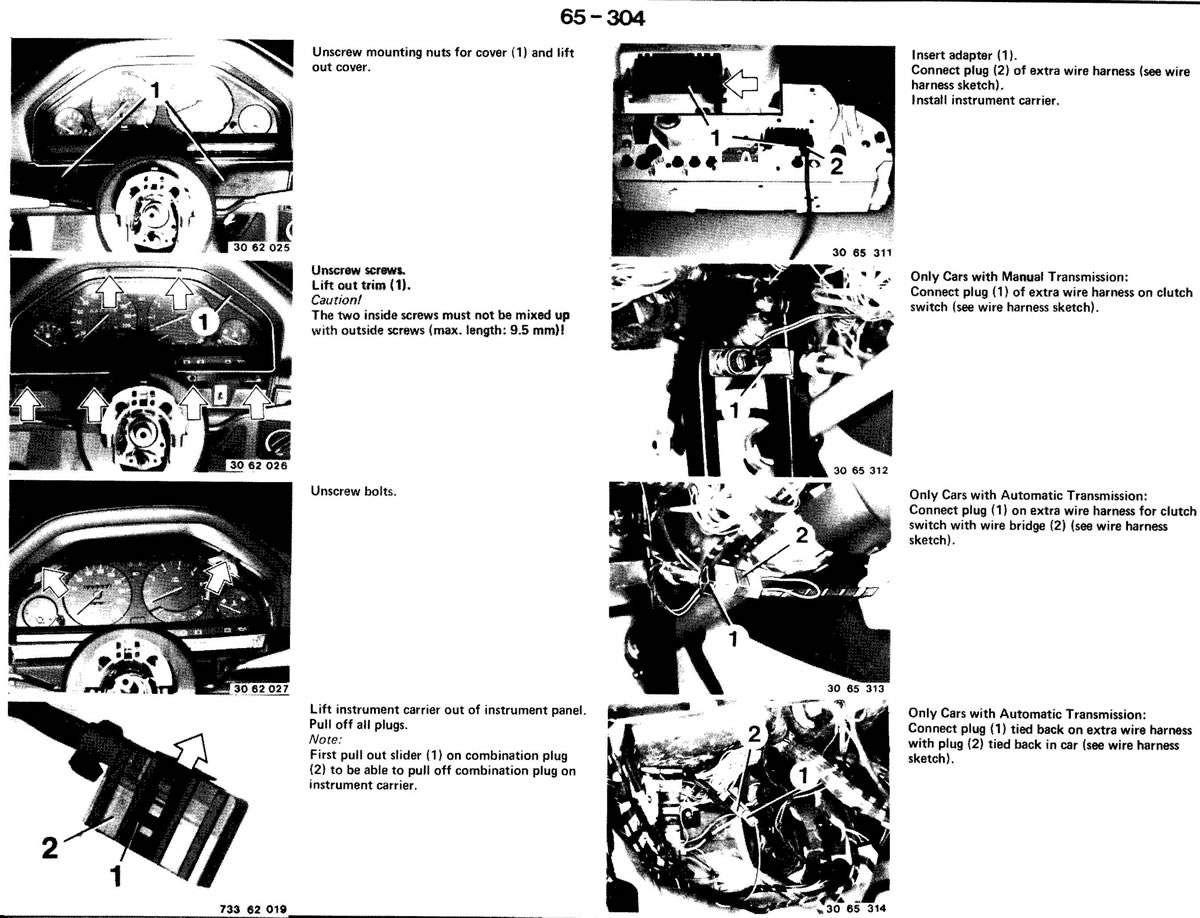 65 – 304
Unscrew mounting nuts for cover (1) and lift
out cover.
1
30 62 025
Unscrew screws.
Lift out trim (1).
Caution!
The two inside screws must not be mixed up
with outside screws (max. length: 9.5 mm)!
1
30 62 026
Unscrew bolts.
30 62 027
Lift instrument carrier out of instrument panel.
Pull off all plugs.
Note:
First pull out slider (1) on combination plug
(2) to be able to pull off combination plug on
instrument carrier.
2
1
733 62 019
Insert adapter (1).
Connect plug (2) of extra wire harness (see wire
harness sketch).
Install instrument carrier.
1
2
30 65 311
Only Cars with Manual Transmission:
Connect plug (1) of extra wire harness on clutch
switch (see wire harness sketch).
1
30 65 312
Only Cars with Automatic Transmission:
Connect plug (1) on extra wire harness for clutch
switch with wire bridge (2) (see wire harness
sketch).
2
1
30 65 313
Only Cars with Automatic Transmission:
Connect plug (1) tied back on extra wire harness
with plug (2) tied back in car (see wire harness
sketch).
2
1
30 65 314